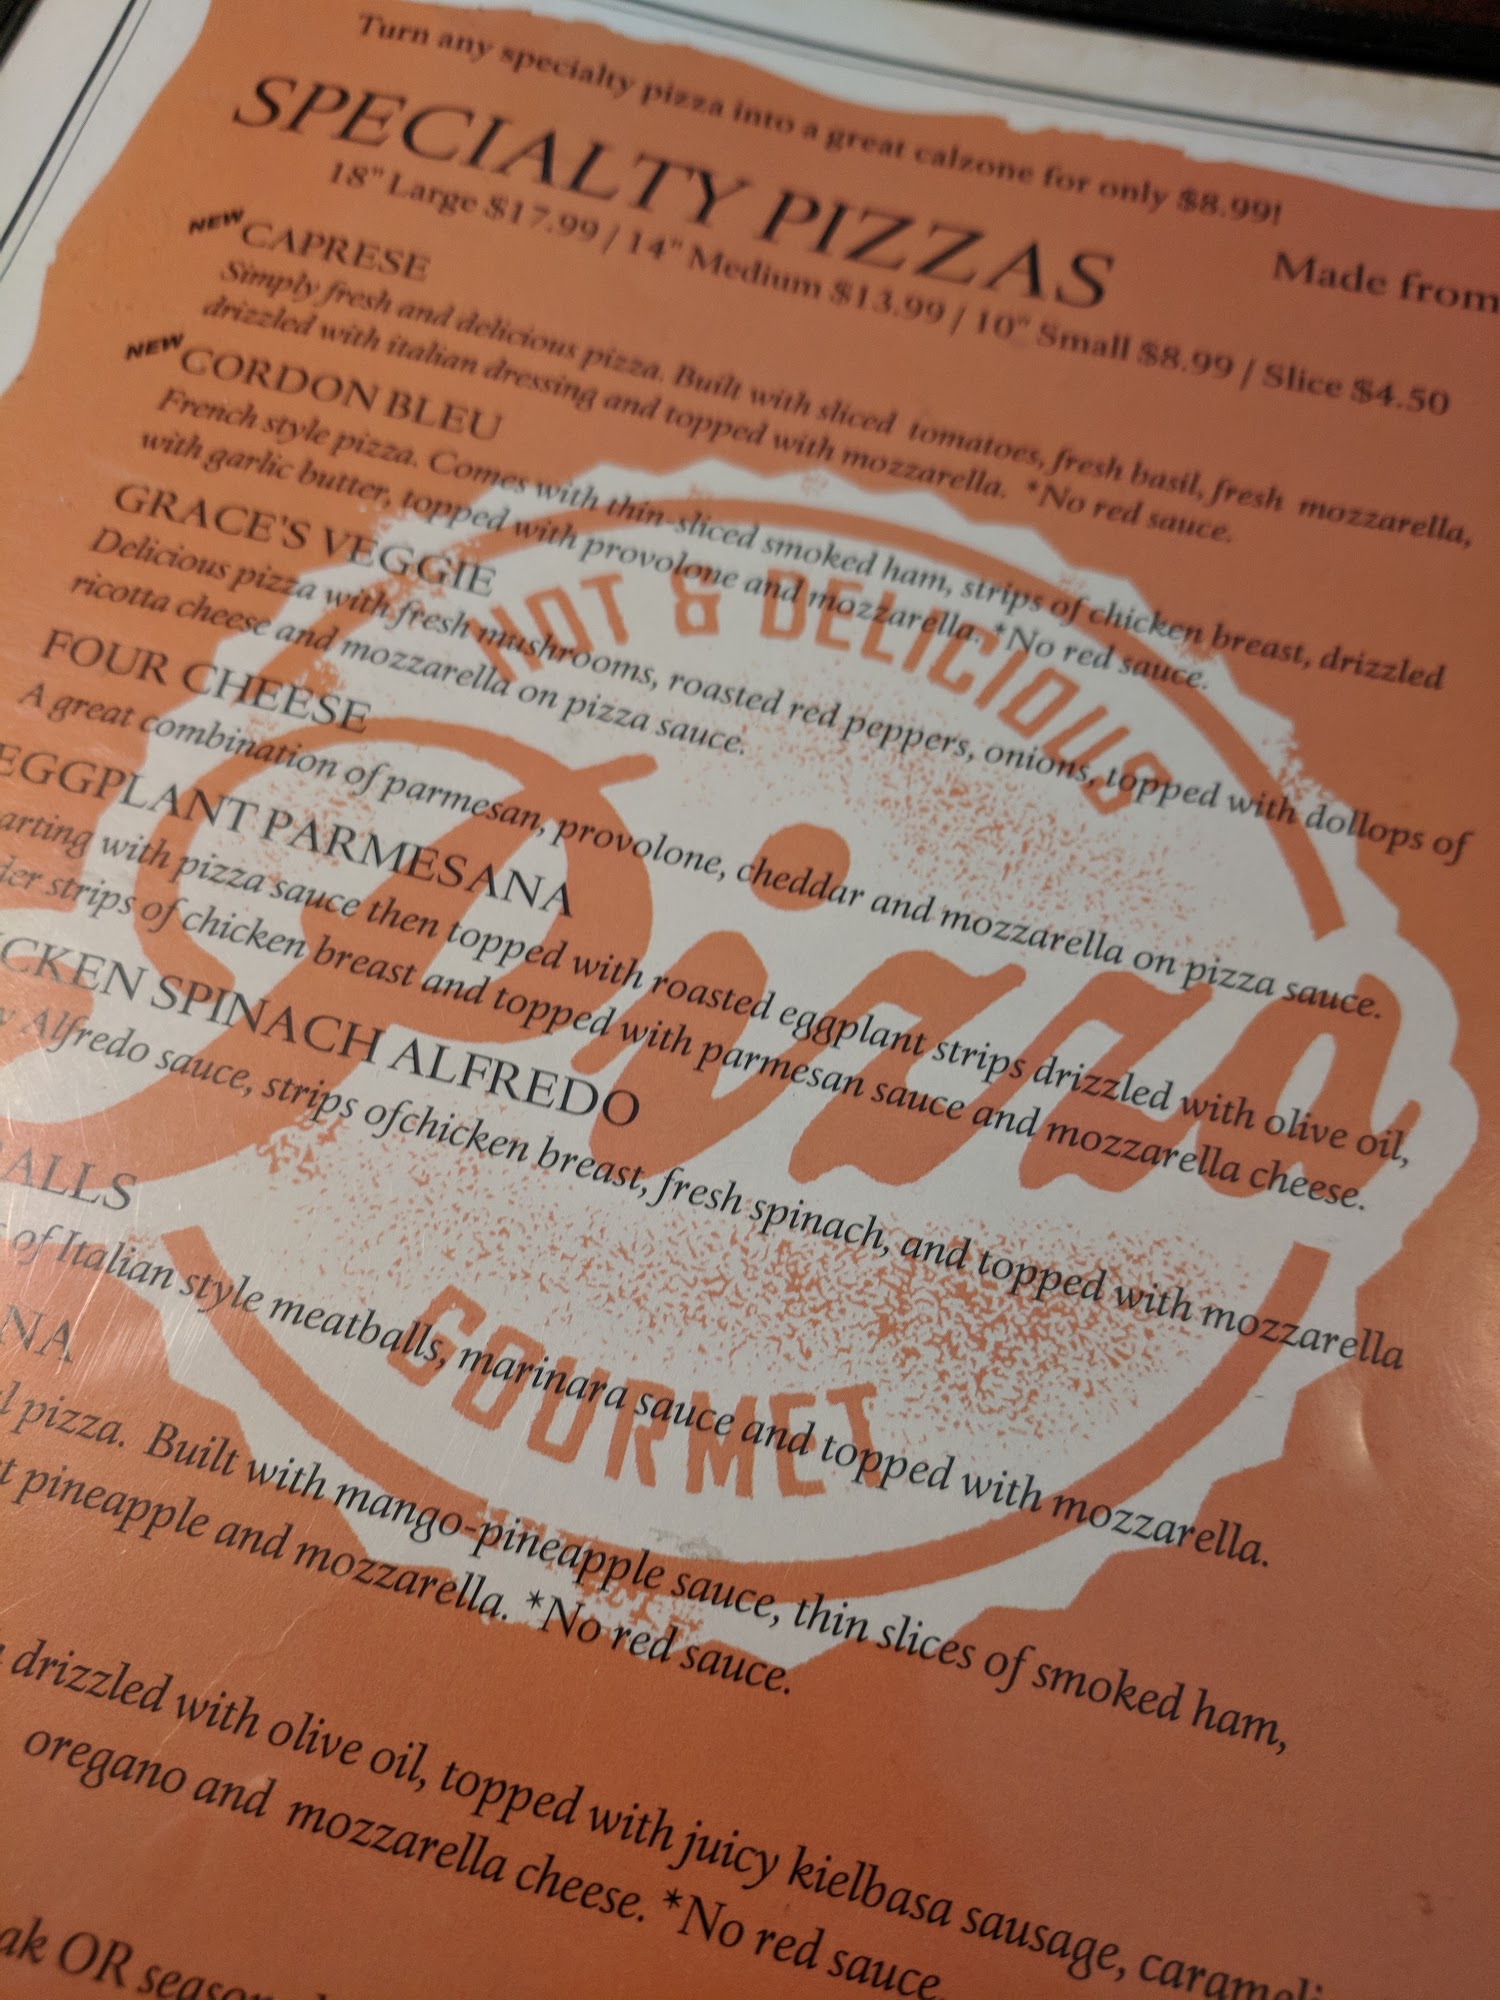 Turn any specialty pizza into a great calzone for only $8.99!
SPECIALTY PIZZAS
Made from
18" Large $17.99 / 14" Medium $13.99 / 10" Small $8.99 / Slice $4.50
NEW CAPRESE
Simply fresh and delicious pizza. Built with sliced tomatoes, fresh basil, fresh mozzarella,
drizzled with italian dressing and topped with mozzarella. *No red sauce.
NEW CORDON BLEU
French style pizza. Comes with thin-sliced smoked ham, strips of chicken breast, drizzled
with garlic butter, topped with provolone and mozzarella. *No red sauce.
GRACE'S VEGGIE
Delicious pizza with fresh mushrooms, roasted red peppers, onions, topped with dollops of
ricotta cheese and mozzarella on pizza sauce.
FOUR CHEESE
A great combination of parmesan, provolone, cheddar and mozzarella on pizza sauce.
EGGPLANT PARMESANA
arting with pizza sauce then topped with roasted eggplant strips drizzled with olive oil,
der strips of chicken breast and topped with parmesan sauce and mozzarella cheese.
CKEN SPINACH ALFREDO
Alfredo sauce, strips ofchicken breast, fresh spinach, and topped with mozzarella
ALLS
of Italian style meatballs, marinara sauce and topped with mozzarella.
NA
pizza. Built with mango-pineapple sauce, thin slices of smoked ham,
pineapple and mozzarella. *No red sauce.
drizzled with olive oil, topped with juicy kielbasa sausage, carameli
oregano and mozzarella cheese. *No red sauce.
ak OR season
HOT & DELICIOUS
Pizza
GOURMET